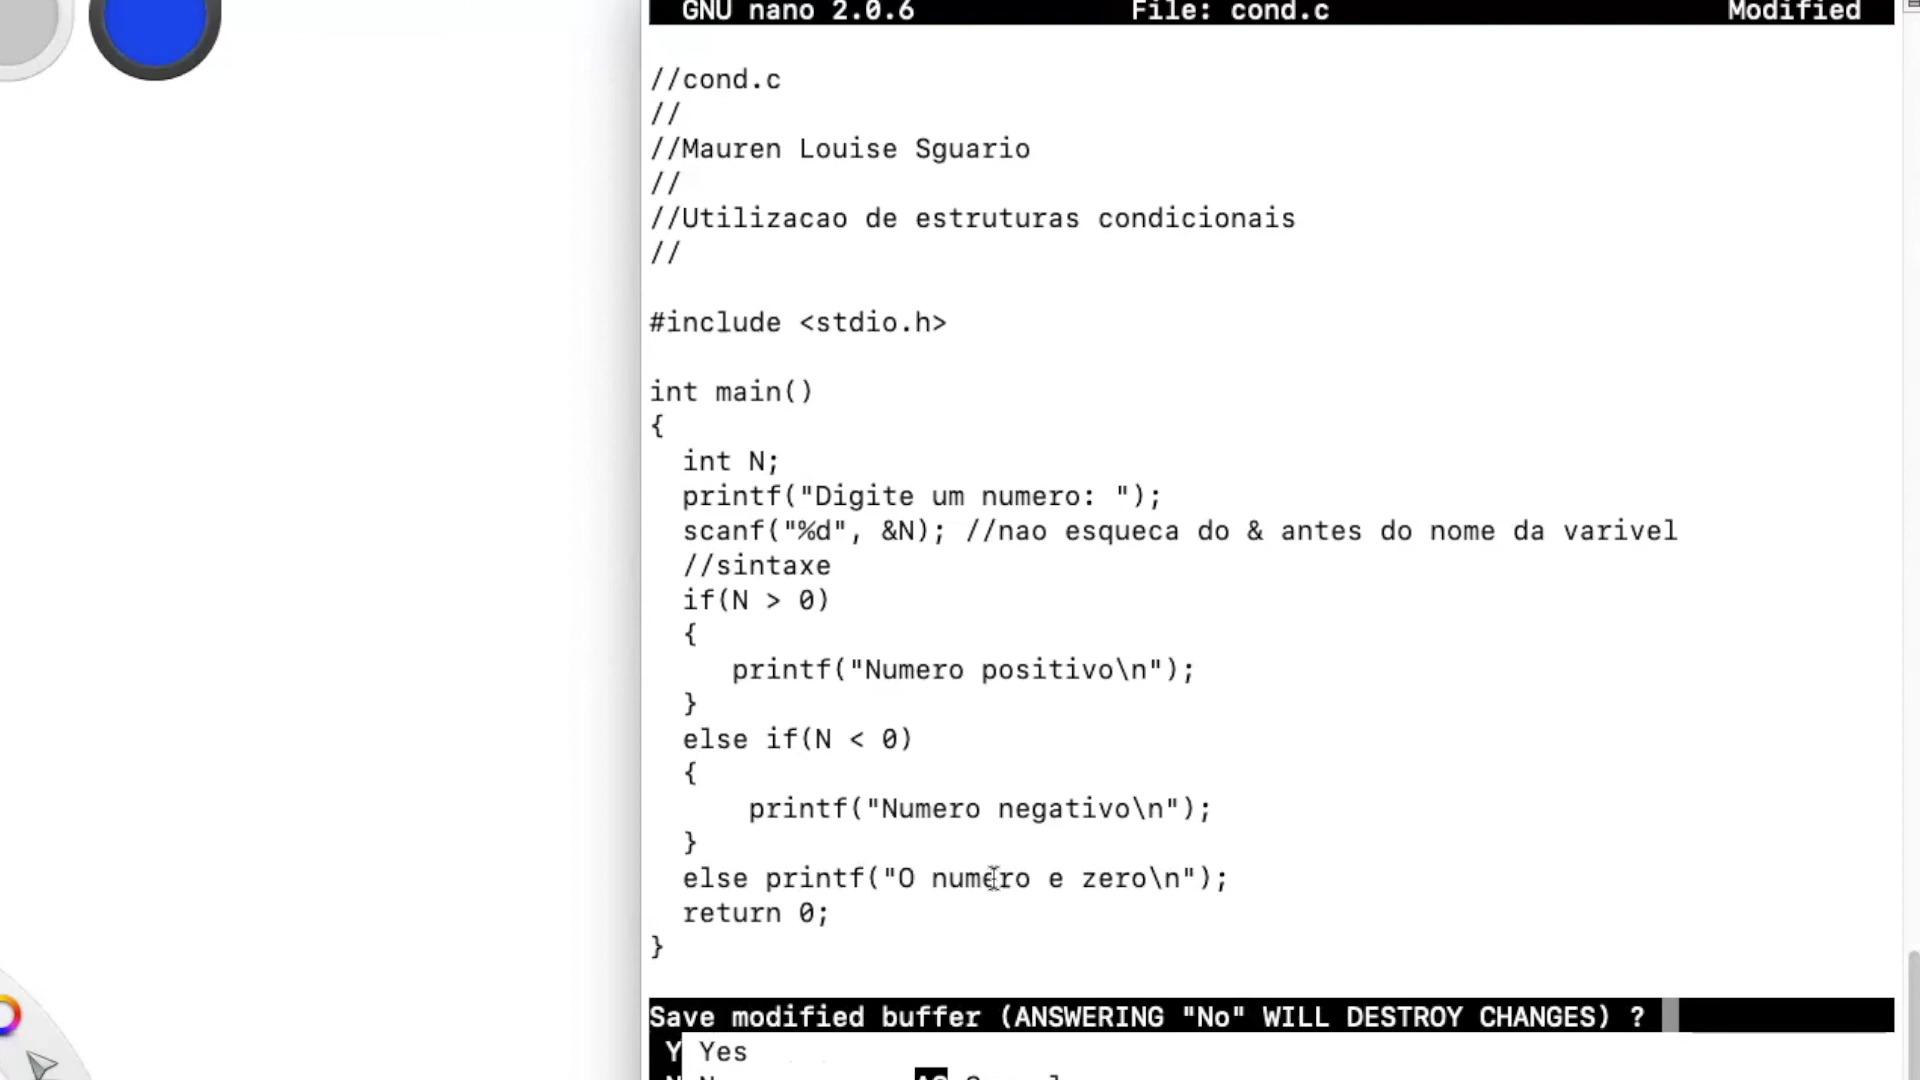 GNU nano 2.0.6 File: cond.c Modified
//cond.c
//
//Mauren Louise Sguario
//
//Utilizacao de estruturas condicionais
//
#include <stdio.h>
int main()
{
int N;
printf("Digite um numero: ");
scanf("%d", &N); //nao esqueca do & antes do nome da varivel
//sintaxe
if(N > 0)
{
printf("Numero positivo\n");
}
else if(N < 0)
{
printf("Numero negativo\n");
}
else printf("O numero e zero\n");
return 0;
}
Save modified buffer (ANSWERING "No" WILL DESTROY CHANGES) ?
Y Yes